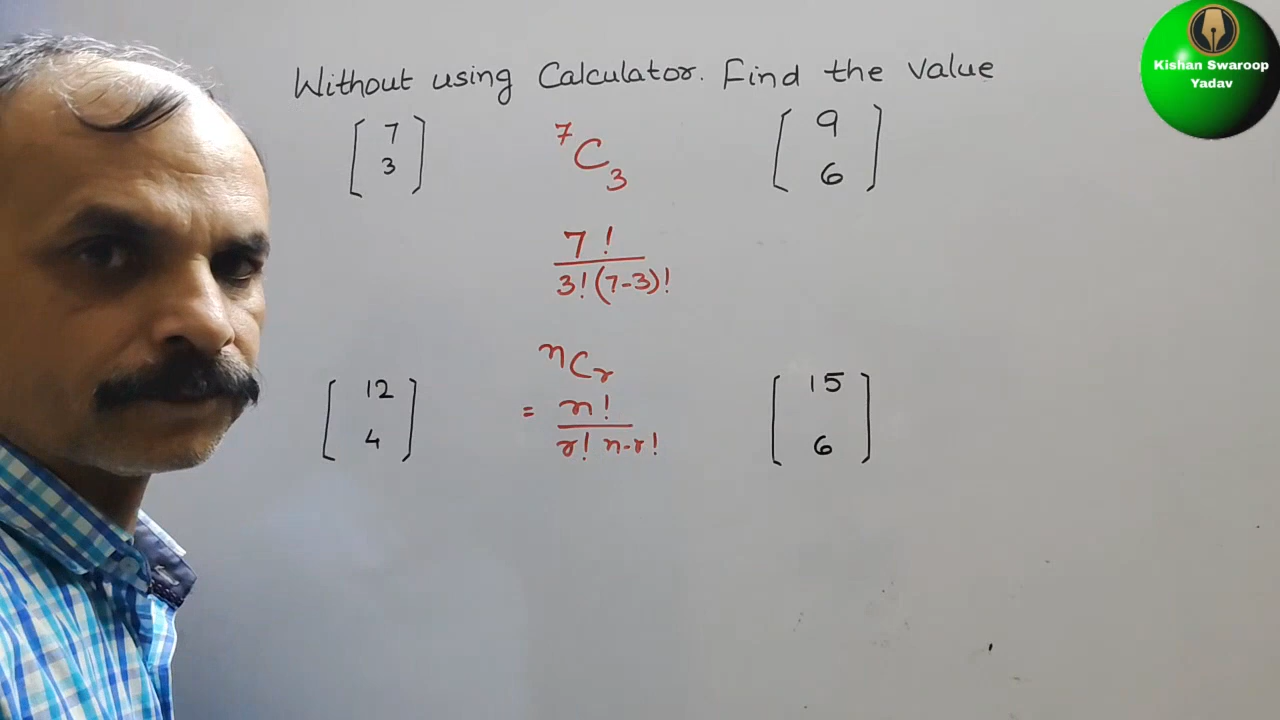 Without using Calculator. Find the value
[ 7 3 ]
⁷C₃
[ 9 6 ]
7 !
3! (7-3)!
[ 12 4 ]
ⁿCᵣ
= n!
r! n-r!
[ 15 6 ]
Kishan Swaroop
Yadav